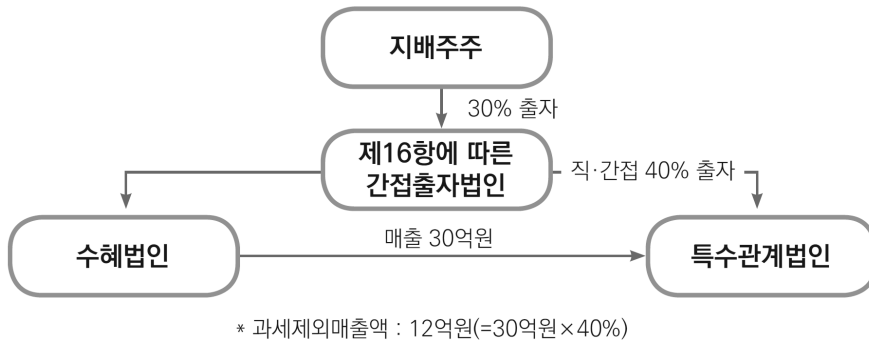 지배주주
30% 출자
제16항에 따른
간접출자법인
직·간접 40% 출자
수혜법인
매출 30억원
특수관계법인
* 과세제외매출액 : 12억원(=30억원×40%)